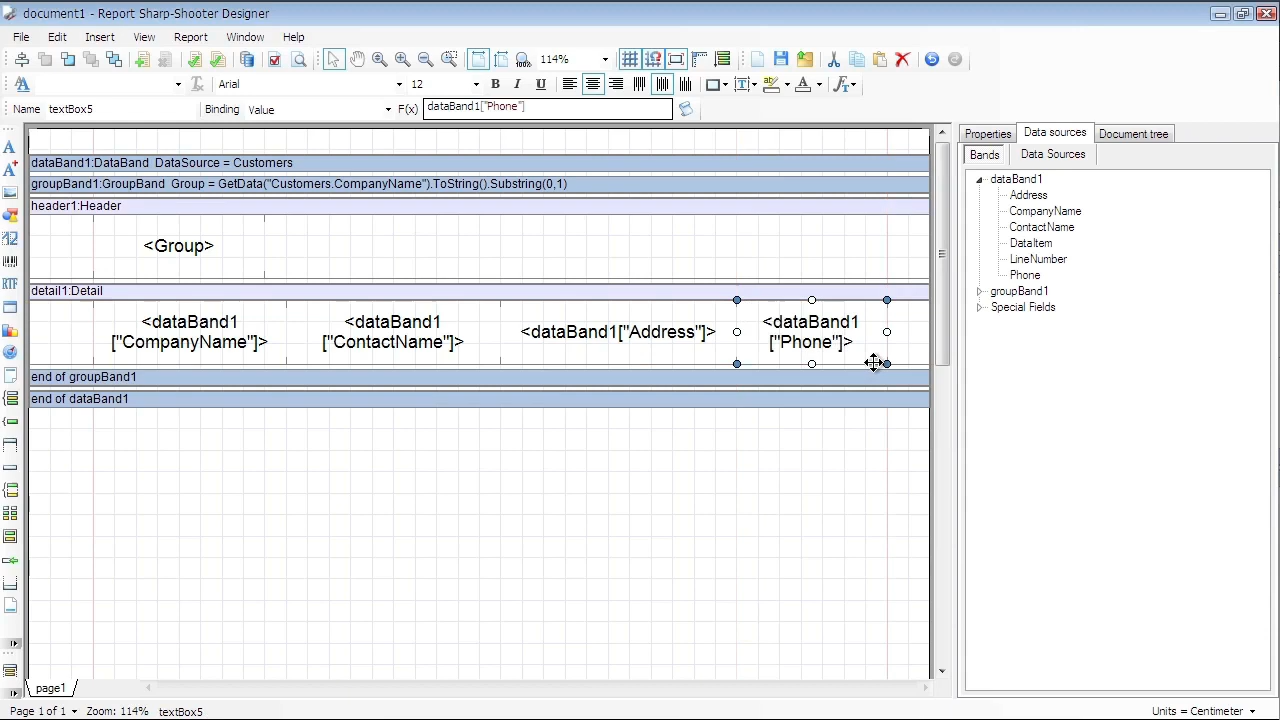 document1 - Report Sharp-Shooter Designer
File Edit Insert View Report Window Help
114%
Arial 12 B I U
Name textBox5 Binding Value F(x) dataBand1["Phone"]
dataBand1:DataBand DataSource = Customers
groupBand1:GroupBand Group = GetData("Customers.CompanyName").ToString().Substring(0,1)
header1:Header
<Group>
detail1:Detail
<dataBand1
["CompanyName"]>
<dataBand1
["ContactName"]>
<dataBand1["Address"]>
<dataBand1
["Phone"]>
end of groupBand1
end of dataBand1
Properties Data sources Document tree
Bands Data Sources
dataBand1
Address
CompanyName
ContactName
DataItem
LineNumber
Phone
groupBand1
Special Fields
RTF
page1
Page 1 of 1 Zoom: 114% textBox5 Units = Centimeter